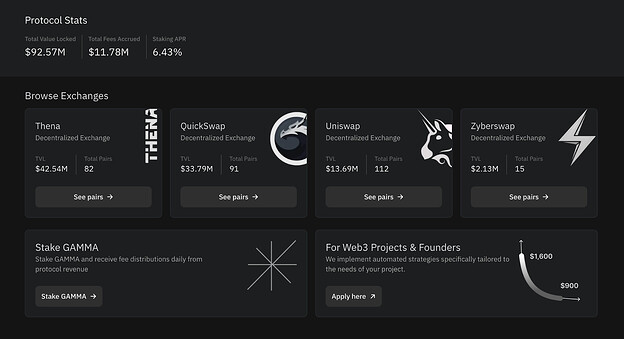 Protocol Stats
Total Value Locked
Total Fees Accrued
Staking APR
$92.57M
$11.78M
6.43%
Browse Exchanges
Thena
Decentralized Exchange
TVL
Total Pairs
$42.54M
82
See pairs →
THENA
QuickSwap
Decentralized Exchange
TVL
Total Pairs
$33.79M
91
See pairs →
Uniswap
Decentralized Exchange
TVL
Total Pairs
$13.69M
112
See pairs →
Zyberswap
Decentralized Exchange
TVL
Total Pairs
$2.13M
15
See pairs →
Stake GAMMA
Stake GAMMA and receive fee distributions daily from
protocol revenue
Stake GAMMA →
For Web3 Projects & Founders
We implement automated strategies specifically tailored to
the needs of your project.
Apply here ↗
$1,600
$900